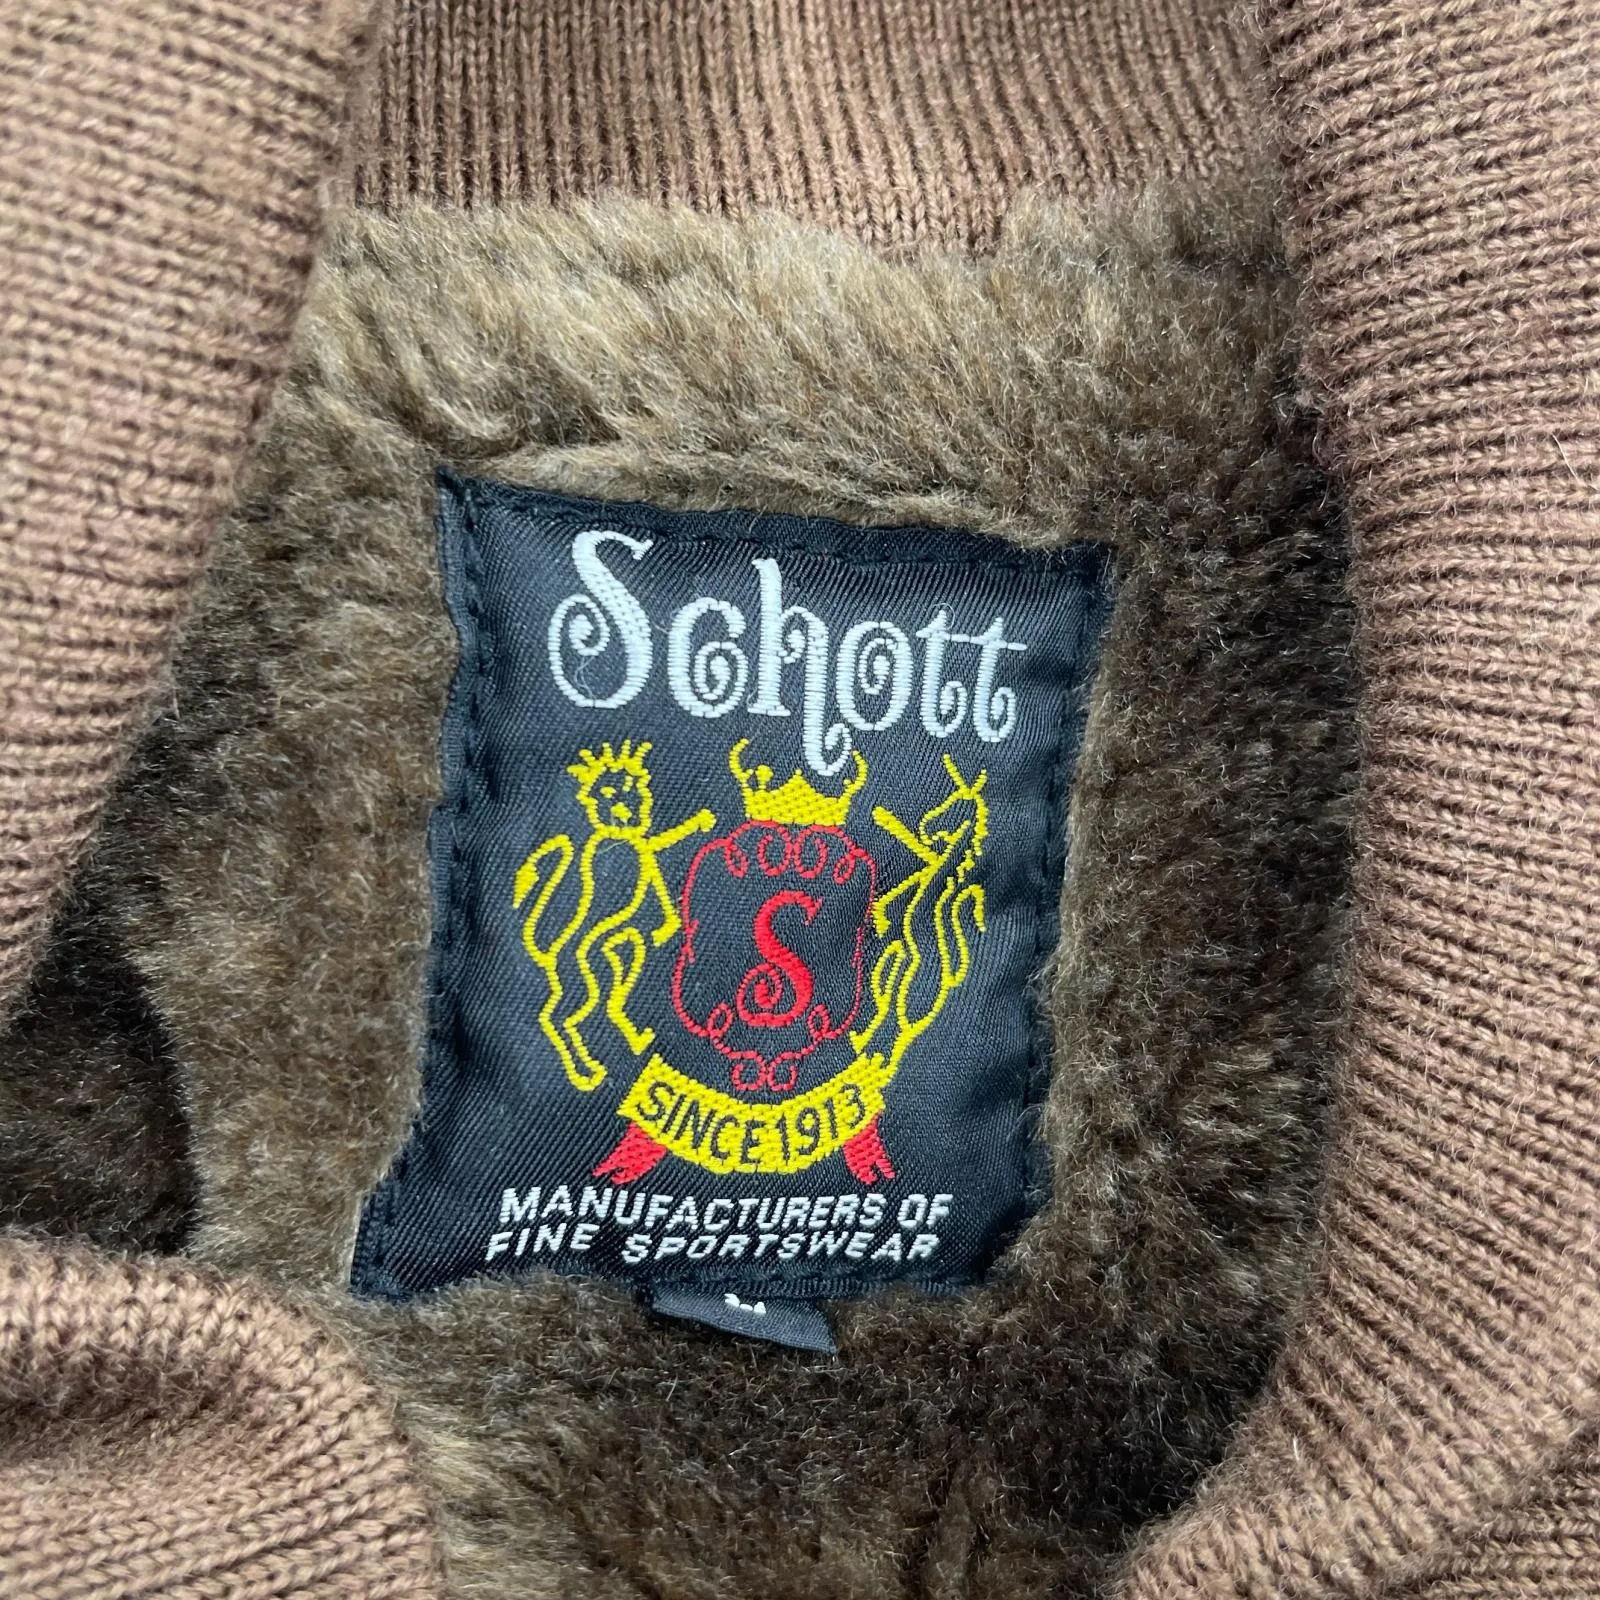 Schott
S
SINCE 1913
MANUFACTURERS OF
FINE SPORTSWEAR